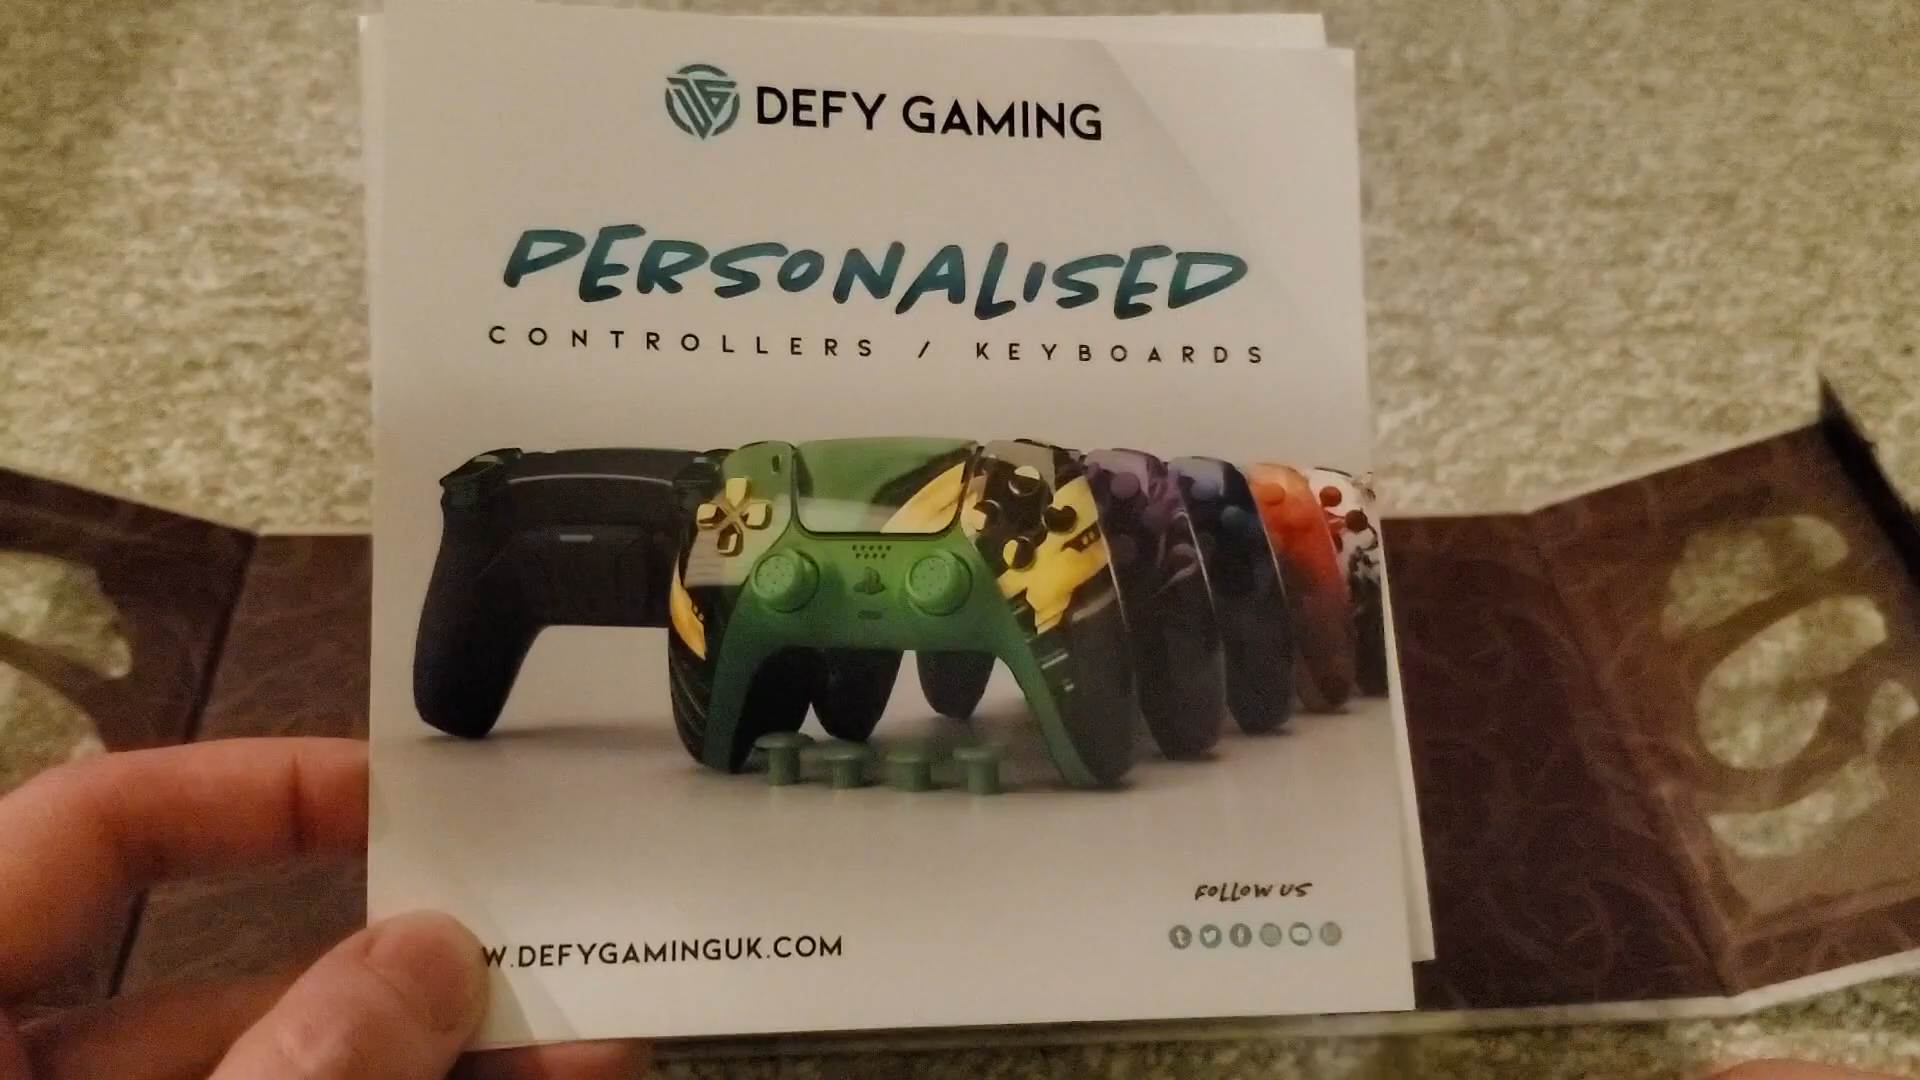 DEFY GAMING
PERSONALISED
CONTROLLERS / KEYBOARDS
FOLLOW US
W.DEFYGAMINGUK.COM